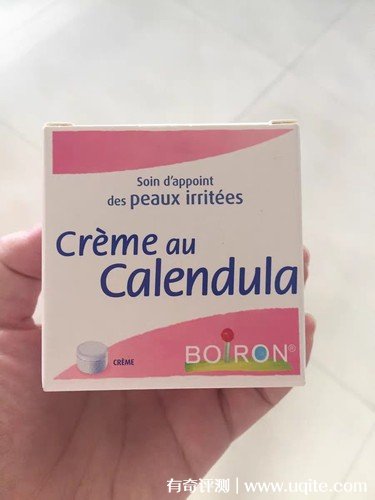 Soin d'appoint
des peaux irritées
Crème au
Calendula
CRÈME
BOIRON®
有奇评测 | www.uqite.com